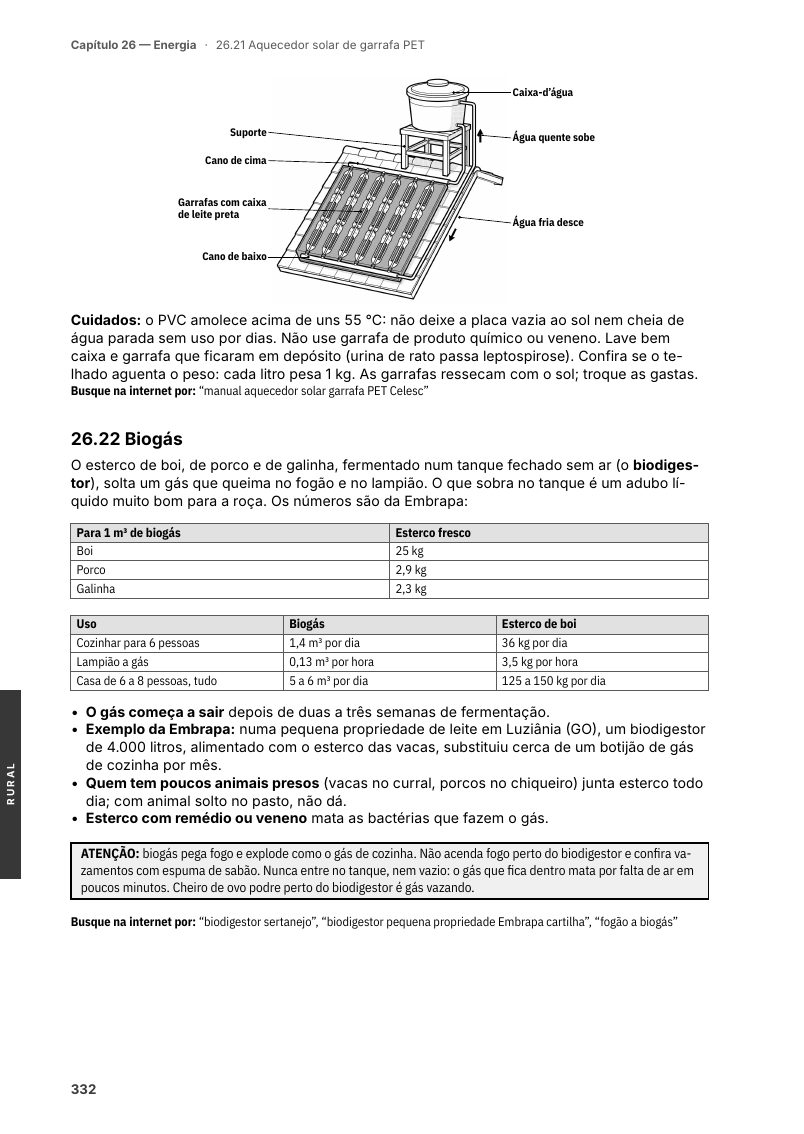 Capítulo 26 — Energia · 26.21 Aquecedor solar de garrafa PET
Caixa-d’água
Suporte
Água quente sobe
Cano de cima
Garrafas com caixa
de leite preta
Água fria desce
Cano de baixo
Cuidados: o PVC amolece acima de uns 55 °C: não deixe a placa vazia ao sol nem cheia de
água parada sem uso por dias. Não use garrafa de produto químico ou veneno. Lave bem
caixa e garrafa que ficaram em depósito (urina de rato passa leptospirose). Confira se o te-
lhado aguenta o peso: cada litro pesa 1 kg. As garrafas ressecam com o sol; troque as gastas.
Busque na internet por: “manual aquecedor solar garrafa PET Celesc”
26.22 Biogás
O esterco de boi, de porco e de galinha, fermentado num tanque fechado sem ar (o biodiges-
tor), solta um gás que queima no fogão e no lampião. O que sobra no tanque é um adubo lí-
quido muito bom para a roça. Os números são da Embrapa:
Para 1 m³ de biogás Esterco fresco
Boi 25 kg
Porco 2,9 kg
Galinha 2,3 kg
Uso Biogás Esterco de boi
Cozinhar para 6 pessoas 1,4 m³ por dia 36 kg por dia
Lampião a gás 0,13 m³ por hora 3,5 kg por hora
Casa de 6 a 8 pessoas, tudo 5 a 6 m³ por dia 125 a 150 kg por dia
• O gás começa a sair depois de duas a três semanas de fermentação.
• Exemplo da Embrapa: numa pequena propriedade de leite em Luziânia (GO), um biodigestor
de 4.000 litros, alimentado com o esterco das vacas, substituiu cerca de um botijão de gás
de cozinha por mês.
• Quem tem poucos animais presos (vacas no curral, porcos no chiqueiro) junta esterco todo
dia; com animal solto no pasto, não dá.
• Esterco com remédio ou veneno mata as bactérias que fazem o gás.
RURAL
ATENÇÃO: biogás pega fogo e explode como o gás de cozinha. Não acenda fogo perto do biodigestor e confira va-
zamentos com espuma de sabão. Nunca entre no tanque, nem vazio: o gás que fica dentro mata por falta de ar em
poucos minutos. Cheiro de ovo podre perto do biodigestor é gás vazando.
Busque na internet por: “biodigestor sertanejo”, “biodigestor pequena propriedade Embrapa cartilha”, “fogão a biogás”
332